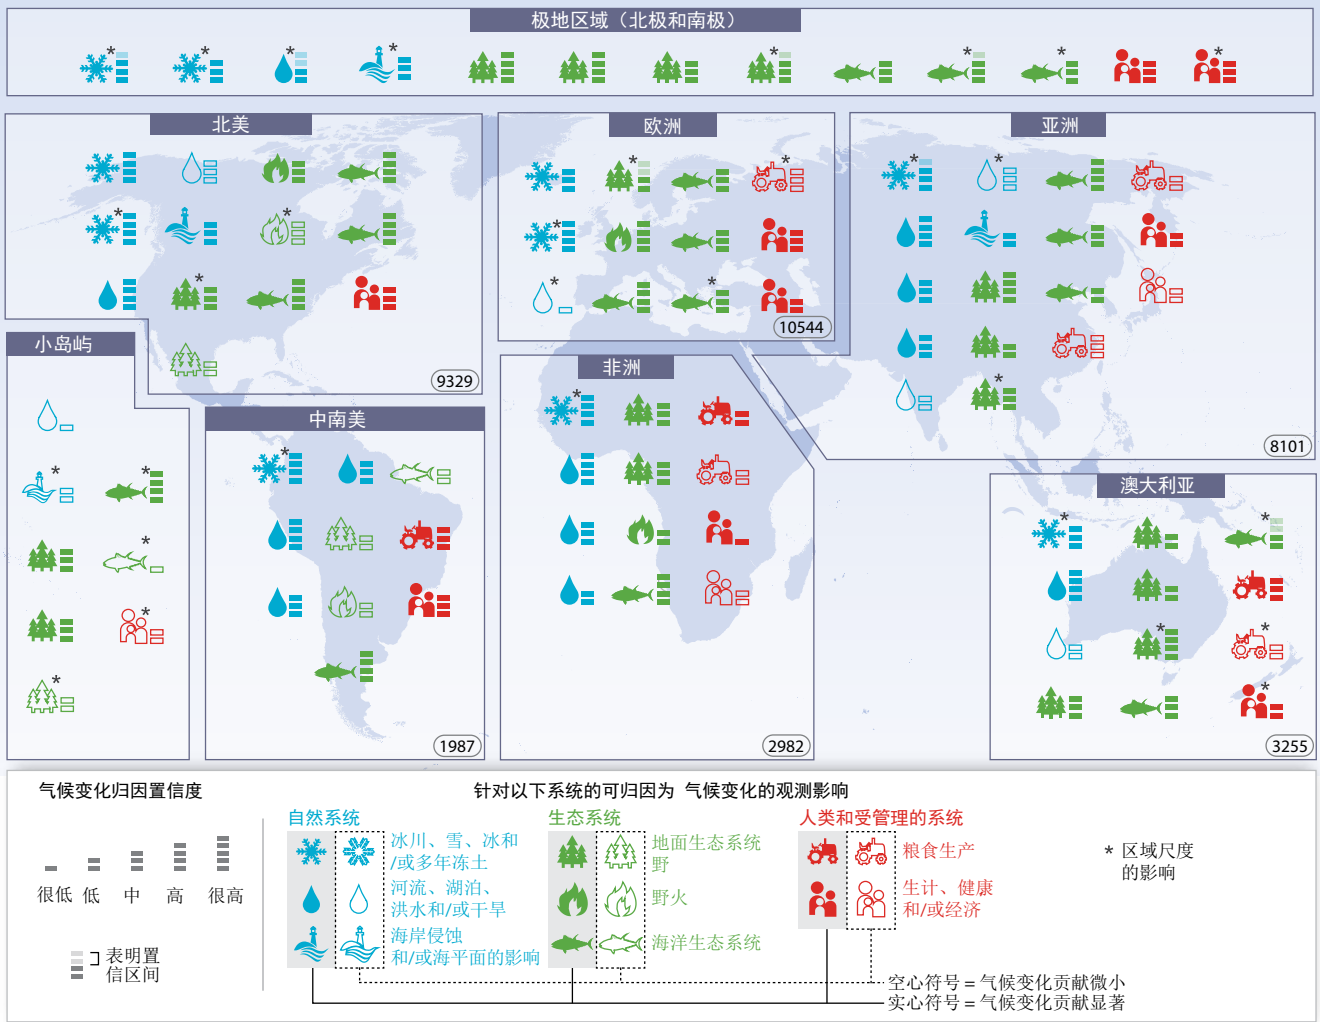 极地区域（北极和南极）
北美
欧洲
亚洲
小岛屿
10544
非洲
9329
中南美
8101
澳大利亚
1987
2982
3255
气候变化归因置信度
很低 低 中 高 很高
表明置
信区间
针对以下系统的可归因为 气候变化的观测影响
自然系统
冰川、雪、冰和
/或多年冻土
河流、湖泊、
洪水和/或干旱
海岸侵蚀
和/或海平面的影响
生态系统
地面生态系统
野
野火
海洋生态系统
人类和受管理的系统
粮食生产
生计、健康
和/或经济
* 区域尺度
的影响
空心符号＝气候变化贡献微小
实心符号＝气候变化贡献显著